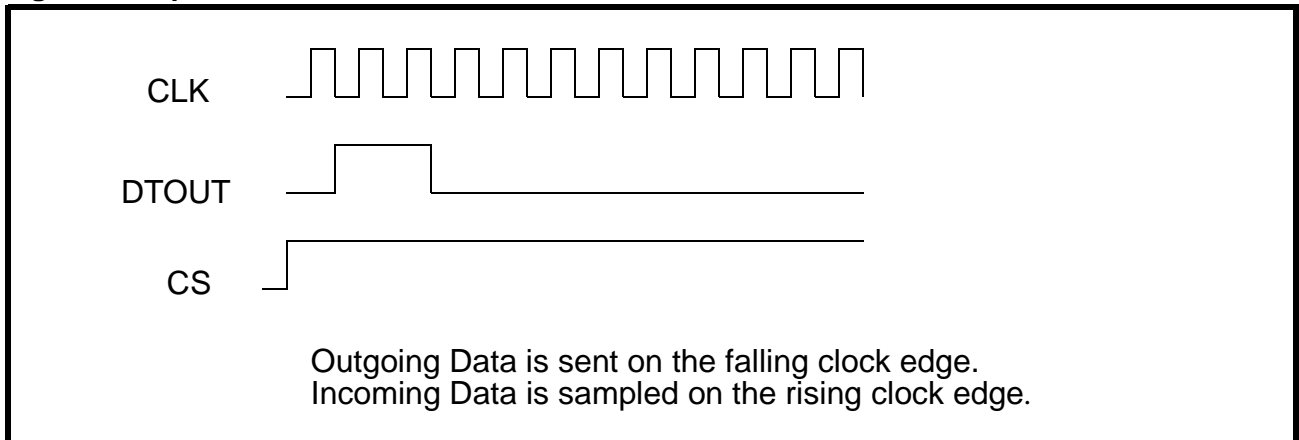 CLK
DTOUT
CS
Outgoing Data is sent on the falling clock edge.
Incoming Data is sampled on the rising clock edge.